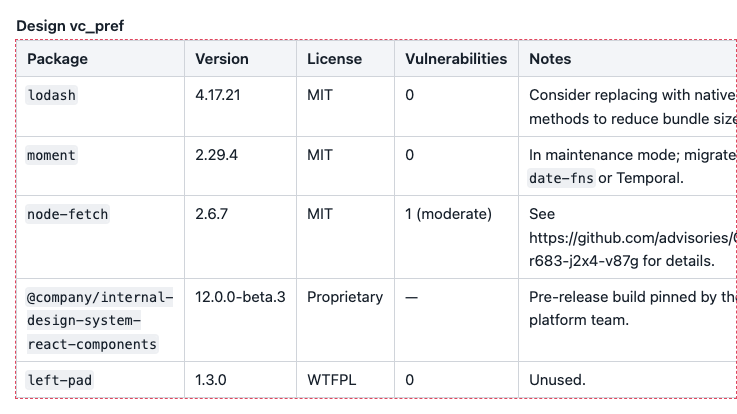 Design vc_pref
Package Version License Vulnerabilities Notes
lodash 4.17.21 MIT 0 Consider replacing with native
methods to reduce bundle
moment 2.29.4 MIT 0 In maintenance mode; migrate
date-fns or Temporal.
node-fetch 2.6.7 MIT 1 (moderate) See
https://github.com/advisories/
r683-j2x4-v87g for details.
@company/internal- 12.0.0-beta.3 Proprietary — Pre-release build pinned by
design-system- platform team.
react-components
left-pad 1.3.0 WTFPL 0 Unused.